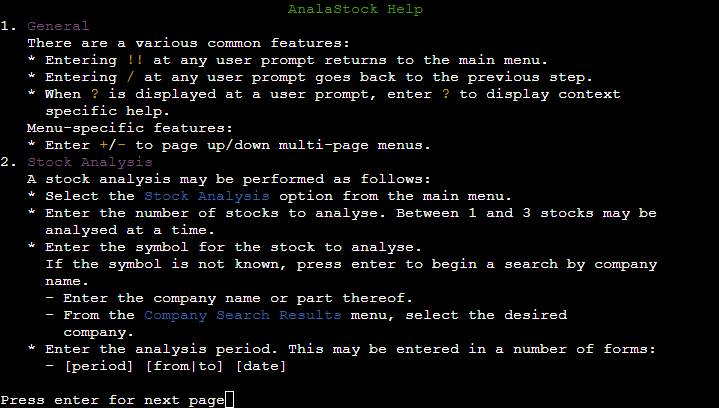 AnalaStock Help
1. General
There are a various common features:
* Entering !! at any user prompt returns to the main menu.
* Entering / at any user prompt goes back to the previous step.
* When ? is displayed at a user prompt, enter ? to display context
specific help.
Menu-specific features:
* Enter +/- to page up/down multi-page menus.
2. Stock Analysis
A stock analysis may be performed as follows:
* Select the Stock Analysis option from the main menu.
* Enter the number of stocks to analyse. Between 1 and 3 stocks may be
analysed at a time.
* Enter the symbol for the stock to analyse.
If the symbol is not known, press enter to begin a search by company
name.
- Enter the company name or part thereof.
- From the Company Search Results menu, select the desired
company.
* Enter the analysis period. This may be entered in a number of forms:
- [period] [from|to] [date]
Press enter for next page